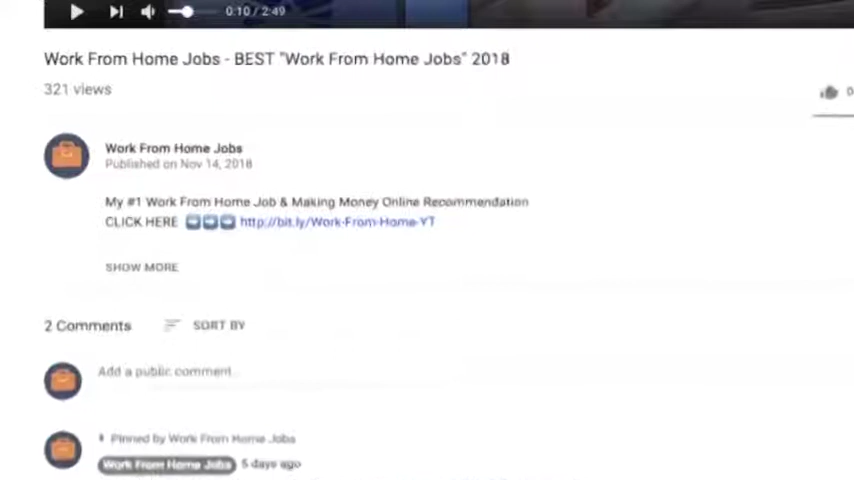 0:10 / 2:49
Work From Home Jobs - BEST "Work From Home Jobs" 2018
321 views
0
Work From Home Jobs
Published on Nov 14, 2018
My #1 Work From Home Job & Making Money Online Recommendation
CLICK HERE ➡➡➡ http://bit.ly/Work-From-Home-YT
SHOW MORE
2 Comments SORT BY
Add a public comment...
Pinned by Work From Home Jobs
Work From Home Jobs 5 days ago